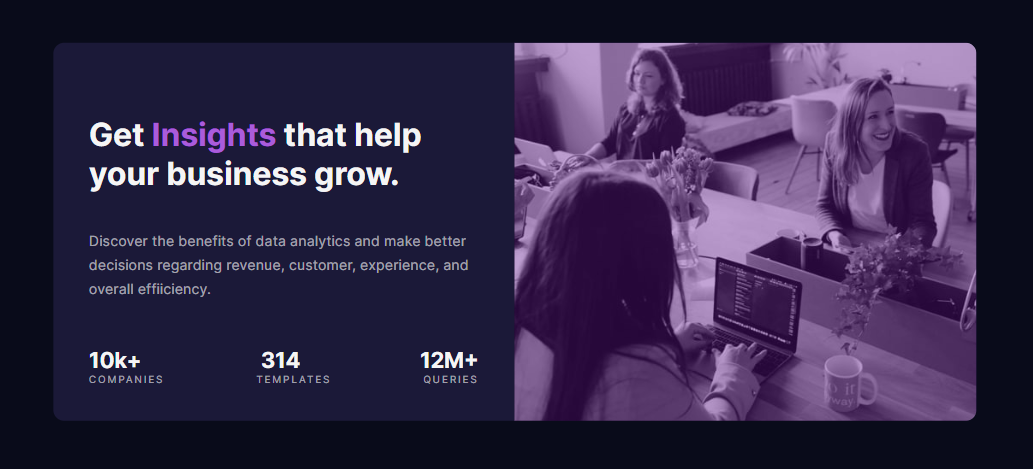 Get Insights that help
your business grow.
Discover the benefits of data analytics and make better
decisions regarding revenue, customer, experience, and
overall effiiciency.
10k+ 314 12M+
COMPANIES TEMPLATES QUERIES